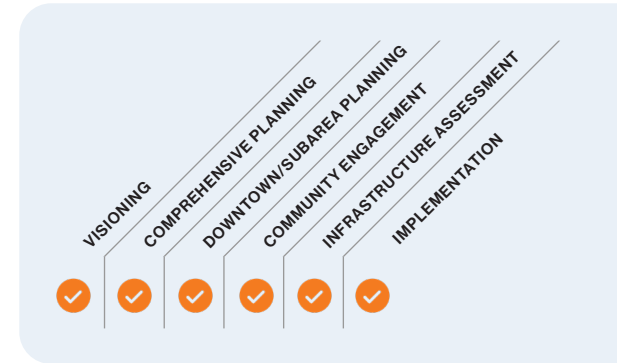 VISIONING
COMPREHENSIVE PLANNING
DOWNTOWN/SUBAREA PLANNING
COMMUNITY ENGAGEMENT
INFRASTRUCTURE ASSESSMENT
IMPLEMENTATION